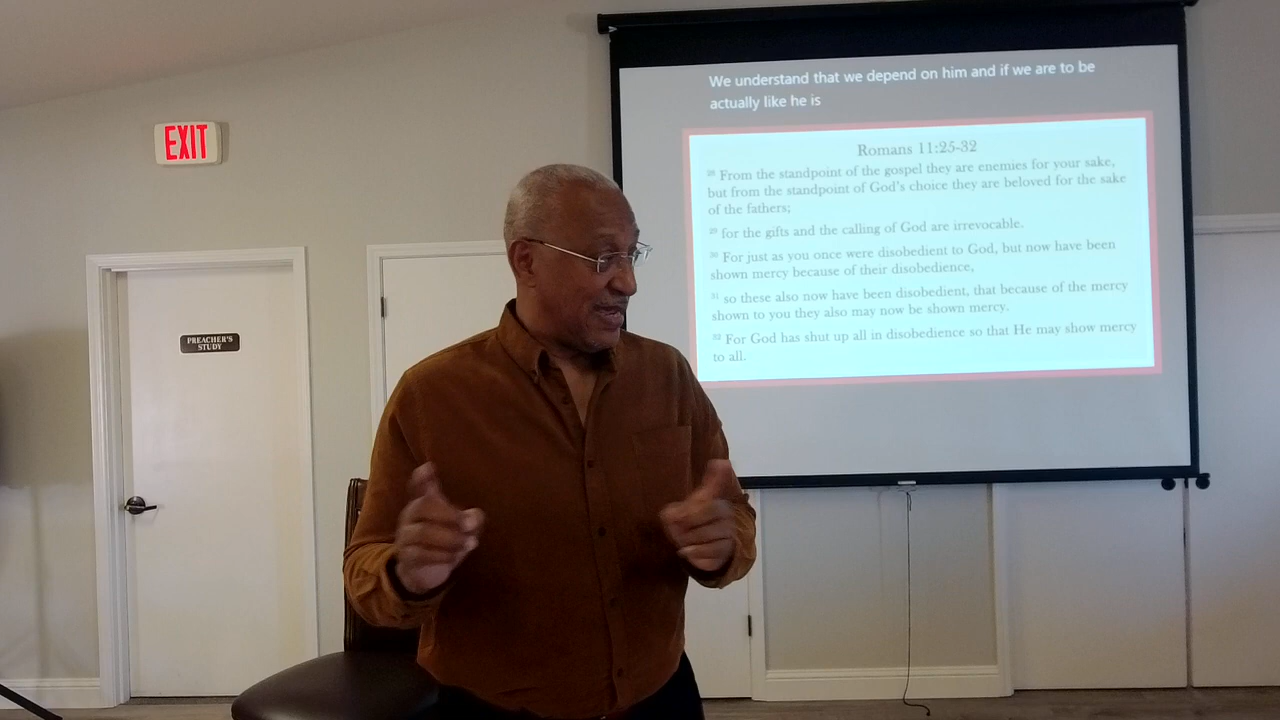 We understand that we depend on him and if we are to be
actually like he is
EXIT
Romans 11:25-32
28 From the standpoint of the gospel they are enemies for your sake,
but from the standpoint of God's choice they are beloved for the sake
of the fathers;
29 for the gifts and the calling of God are irrevocable.
30 For just as you once were disobedient to God, but now have been
shown mercy because of their disobedience,
31 so these also now have been disobedient, that because of the mercy
shown to you they also may now be shown mercy.
32 For God has shut up all in disobedience so that He may show mercy
to all.
PREACHER'S
STUDY